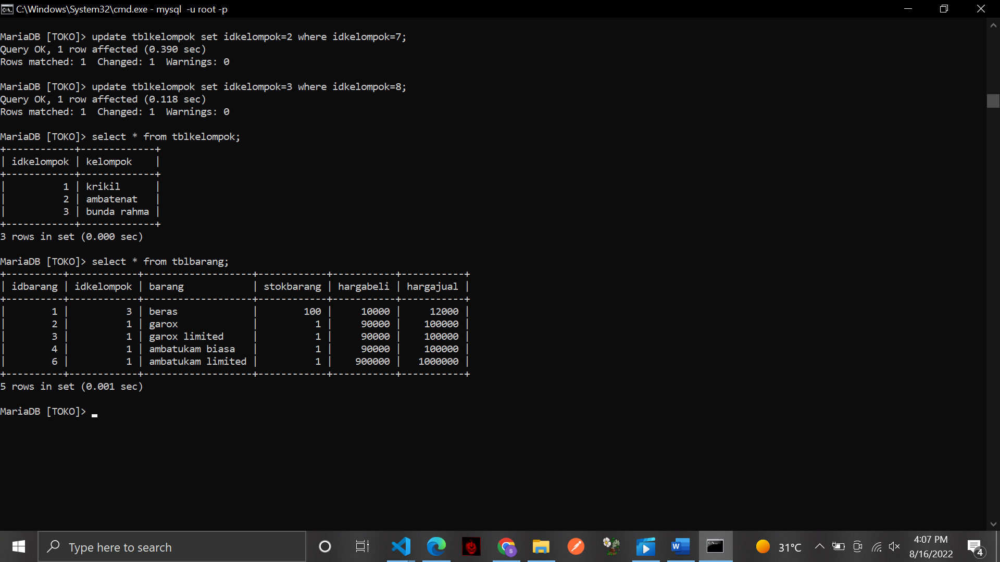 C:\Windows\System32\cmd.exe - mysql  -u root -p
MariaDB [TOKO]> update tblkelompok set idkelompok=2 where idkelompok=7;
Query OK, 1 row affected (0.390 sec)
Rows matched: 1  Changed: 1  Warnings: 0
MariaDB [TOKO]> update tblkelompok set idkelompok=3 where idkelompok=8;
Query OK, 1 row affected (0.118 sec)
Rows matched: 1  Changed: 1  Warnings: 0
MariaDB [TOKO]> select * from tblkelompok;
+------------+-------------+
| idkelompok | kelompok    |
+------------+-------------+
|          1 | krikil      |
|          2 | ambatenat   |
|          3 | bunda rahma |
+------------+-------------+
3 rows in set (0.000 sec)
MariaDB [TOKO]> select * from tblbarang;
+----------+------------+-------------------+------------+-----------+-----------+
| idbarang | idkelompok | barang            | stokbarang | hargabeli | hargajual |
+----------+------------+-------------------+------------+-----------+-----------+
|        1 |          3 | beras             |        100 |     10000 |     12000 |
|        2 |          1 | garox             |          1 |     90000 |    100000 |
|        3 |          1 | garox limited     |          1 |     90000 |    100000 |
|        4 |          1 | ambatukam biasa   |          1 |     90000 |    100000 |
|        6 |          1 | ambatukam limited |          1 |    900000 |   1000000 |
+----------+------------+-------------------+------------+-----------+-----------+
5 rows in set (0.001 sec)
MariaDB [TOKO]> _
Type here to search
31°C
4:07 PM
8/16/2022
4